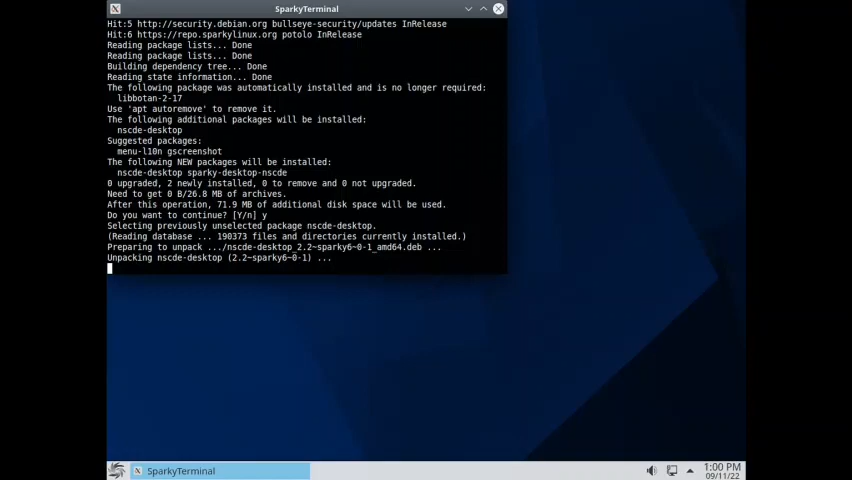 SparkyTerminal
Hit:5 http://security.debian.org bullseye-security/updates InRelease
Hit:6 https://repo.sparkylinux.org potolo InRelease
Reading package lists... Done
Reading package lists... Done
Building dependency tree... Done
Reading state information... Done
The following package was automatically installed and is no longer required:
libbotan-2-17
Use 'apt autoremove' to remove it.
The following additional packages will be installed:
nscde-desktop
Suggested packages:
menu-l10n gscreenshot
The following NEW packages will be installed:
nscde-desktop sparky-desktop-nscde
0 upgraded, 2 newly installed, 0 to remove and 0 not upgraded.
Need to get 0 B/26.8 MB of archives.
After this operation, 71.9 MB of additional disk space will be used.
Do you want to continue? [Y/n] y
Selecting previously unselected package nscde-desktop.
(Reading database ... 190373 files and directories currently installed.)
Preparing to unpack .../nscde-desktop_2.2~sparky6~0-1_amd64.deb ...
Unpacking nscde-desktop (2.2~sparky6~0-1) ...
SparkyTerminal
1:00 PM
09/11/22